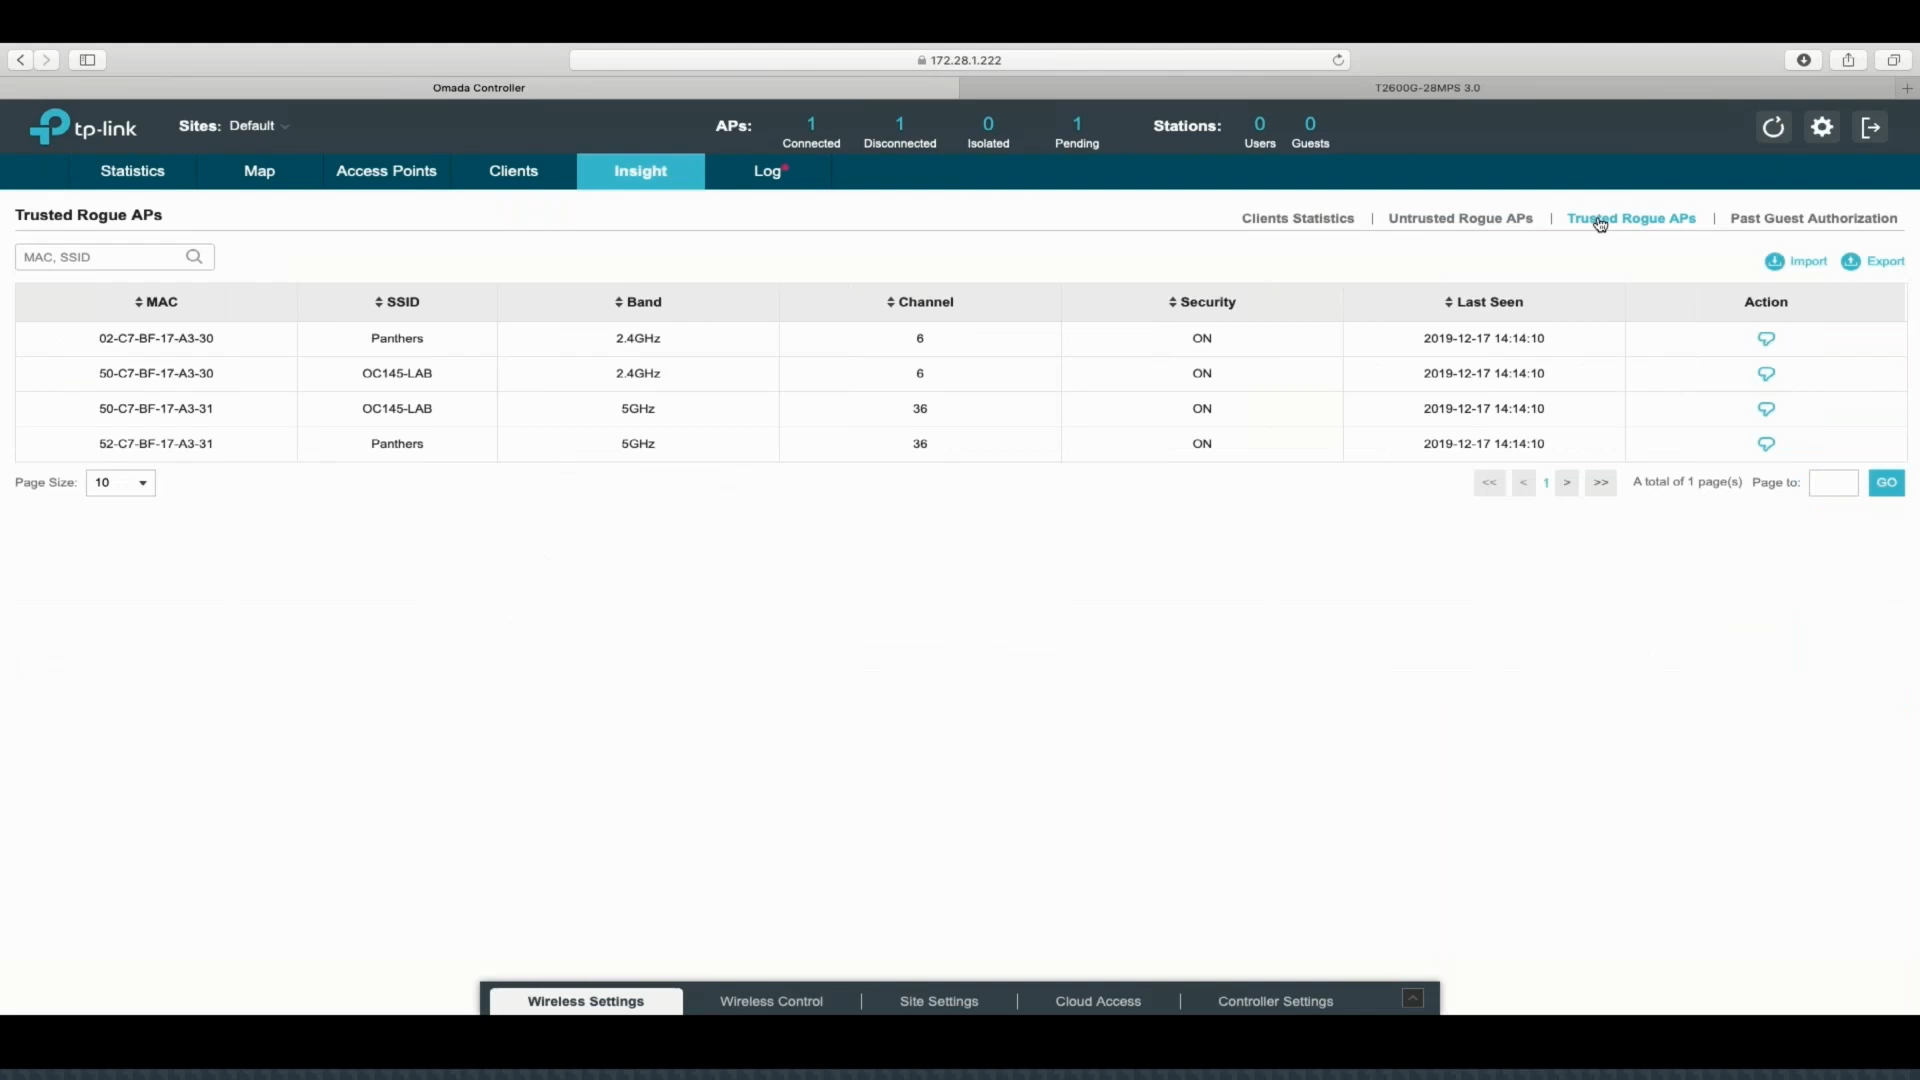 172.28.1.222
Omada Controller
T2600G-28MPS 3.0
tp-link Sites: Default APs: 1 Connected 1 Disconnected 0 Isolated 1 Pending Stations: 0 Users 0 Guests
Statistics Map Access Points Clients Insight Log
Trusted Rogue APs
Clients Statistics | Untrusted Rogue APs | Trusted Rogue APs | Past Guest Authorization
MAC, SSID
Import Export
MAC SSID Band Channel Security Last Seen Action
02-C7-BF-17-A3-30 Panthers 2.4GHz 6 ON 2019-12-17 14:14:10
50-C7-BF-17-A3-30 OC145-LAB 2.4GHz 6 ON 2019-12-17 14:14:10
50-C7-BF-17-A3-31 OC145-LAB 5GHz 36 ON 2019-12-17 14:14:10
52-C7-BF-17-A3-31 Panthers 5GHz 36 ON 2019-12-17 14:14:10
Page Size: 10 << < 1 > >> A total of 1 page(s) Page to: GO
Wireless Settings Wireless Control | Site Settings | Cloud Access | Controller Settings